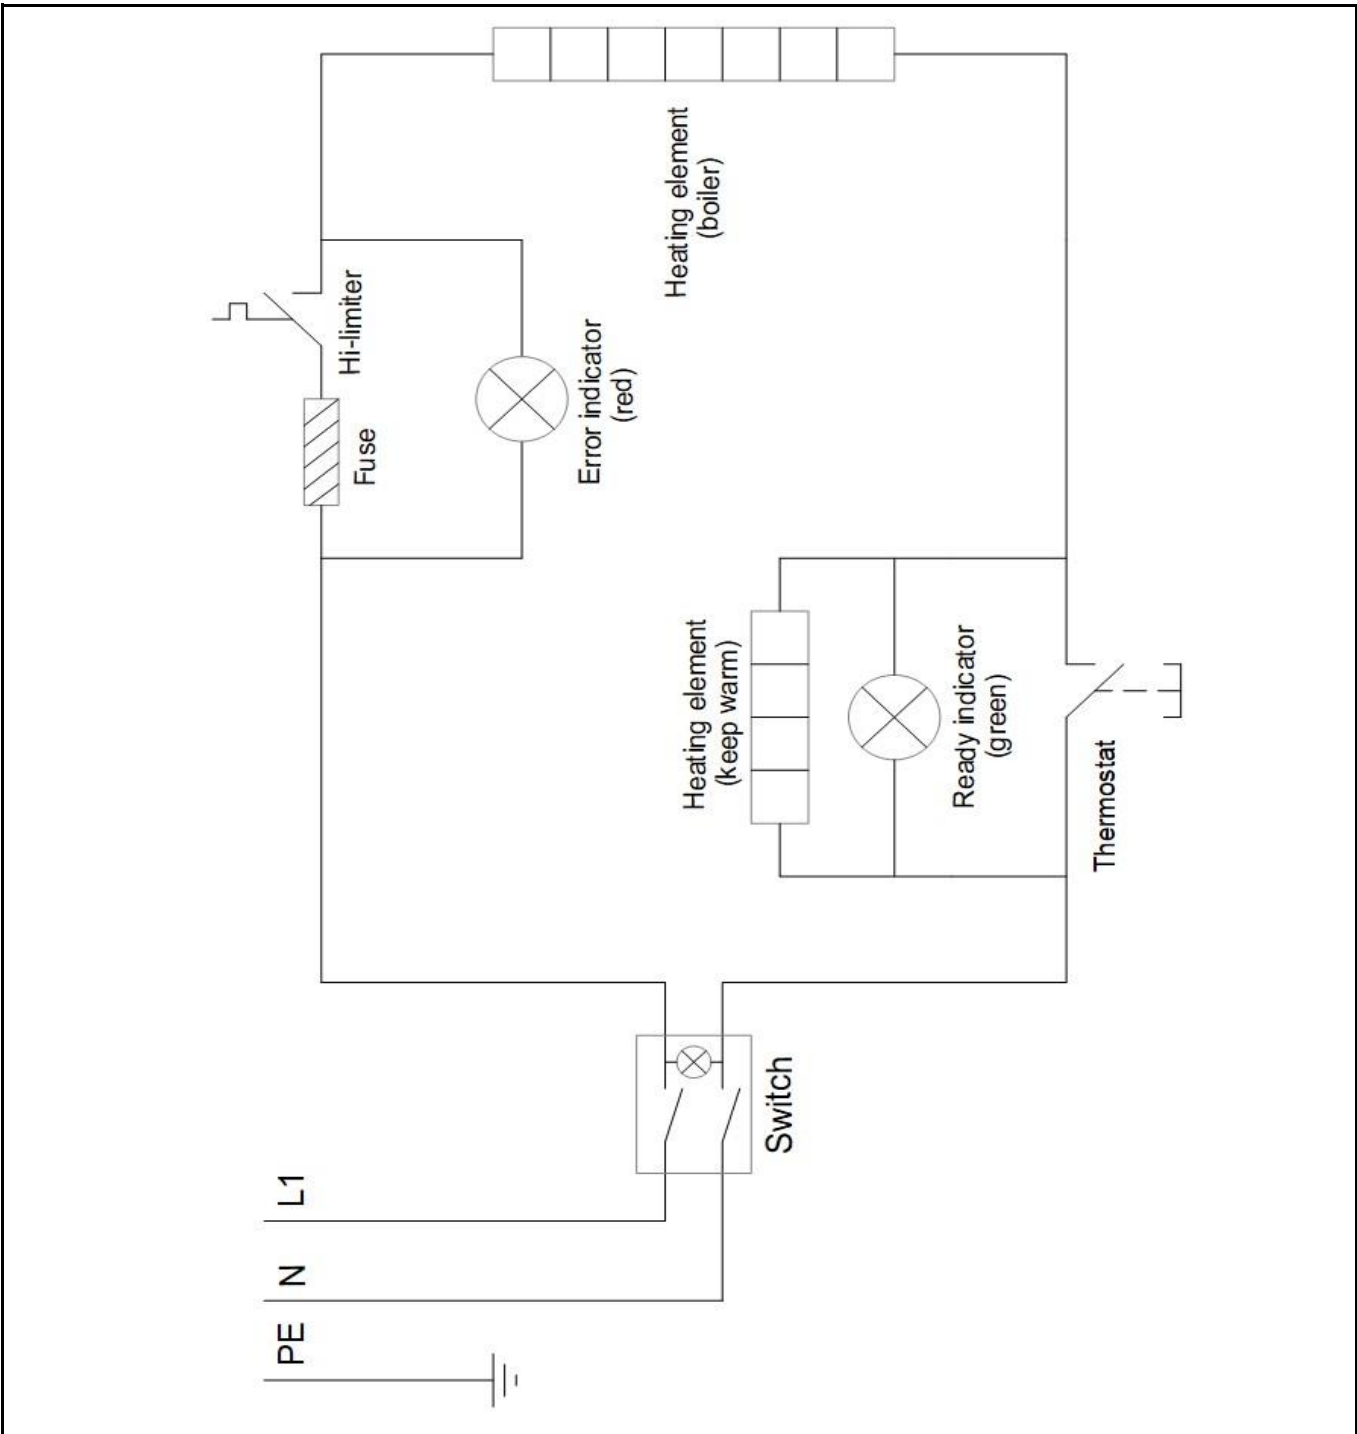 Heating element
(boiler)
Hi-limiter
Fuse
Error indicator
(red)
Heating element
(keep warm)
Ready indicator
(green)
Thermostat
Switch
L1
N
PE